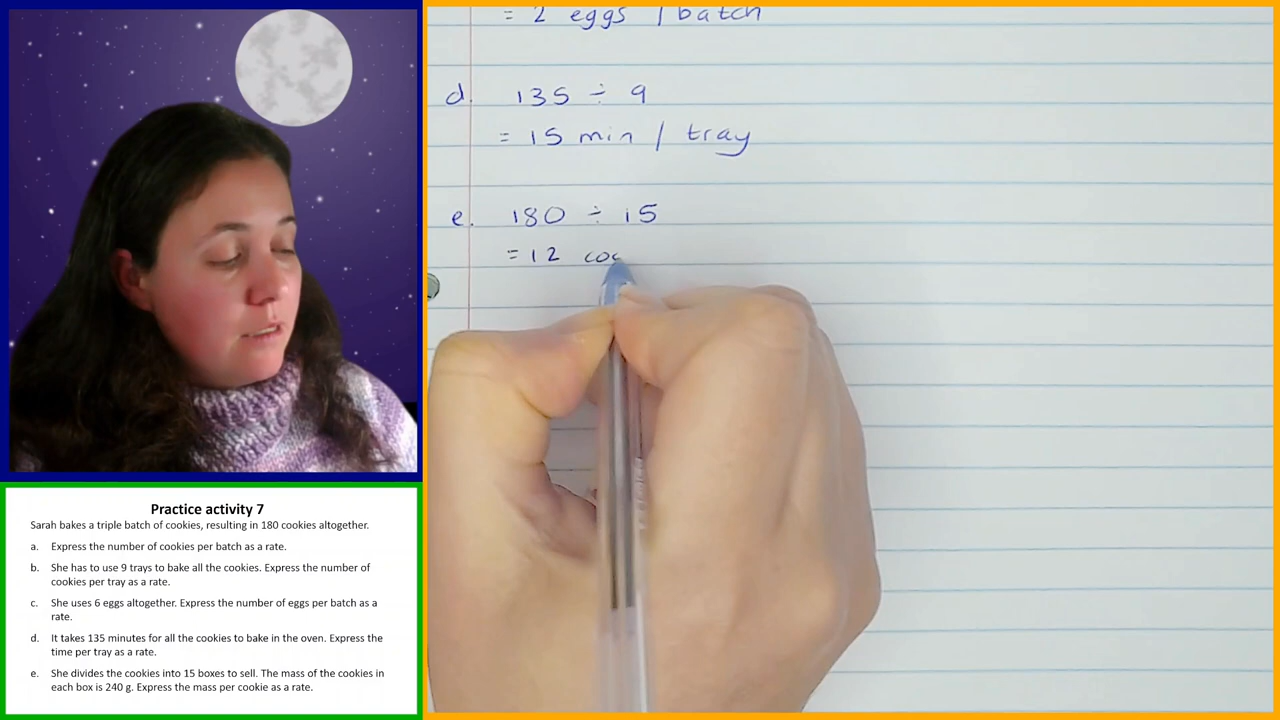 = 2 eggs / batch
d. 135 ÷ 9
= 15 min / tray
e. 180 ÷ 15
= 12 coo
Practice activity 7
Sarah bakes a triple batch of cookies, resulting in 180 cookies altogether.
a. Express the number of cookies per batch as a rate.
b. She has to use 9 trays to bake all the cookies. Express the number of
cookies per tray as a rate.
c. She uses 6 eggs altogether. Express the number of eggs per batch as a
rate.
d. It takes 135 minutes for all the cookies to bake in the oven. Express the
time per tray as a rate.
e. She divides the cookies into 15 boxes to sell. The mass of the cookies in
each box is 240 g. Express the mass per cookie as a rate.